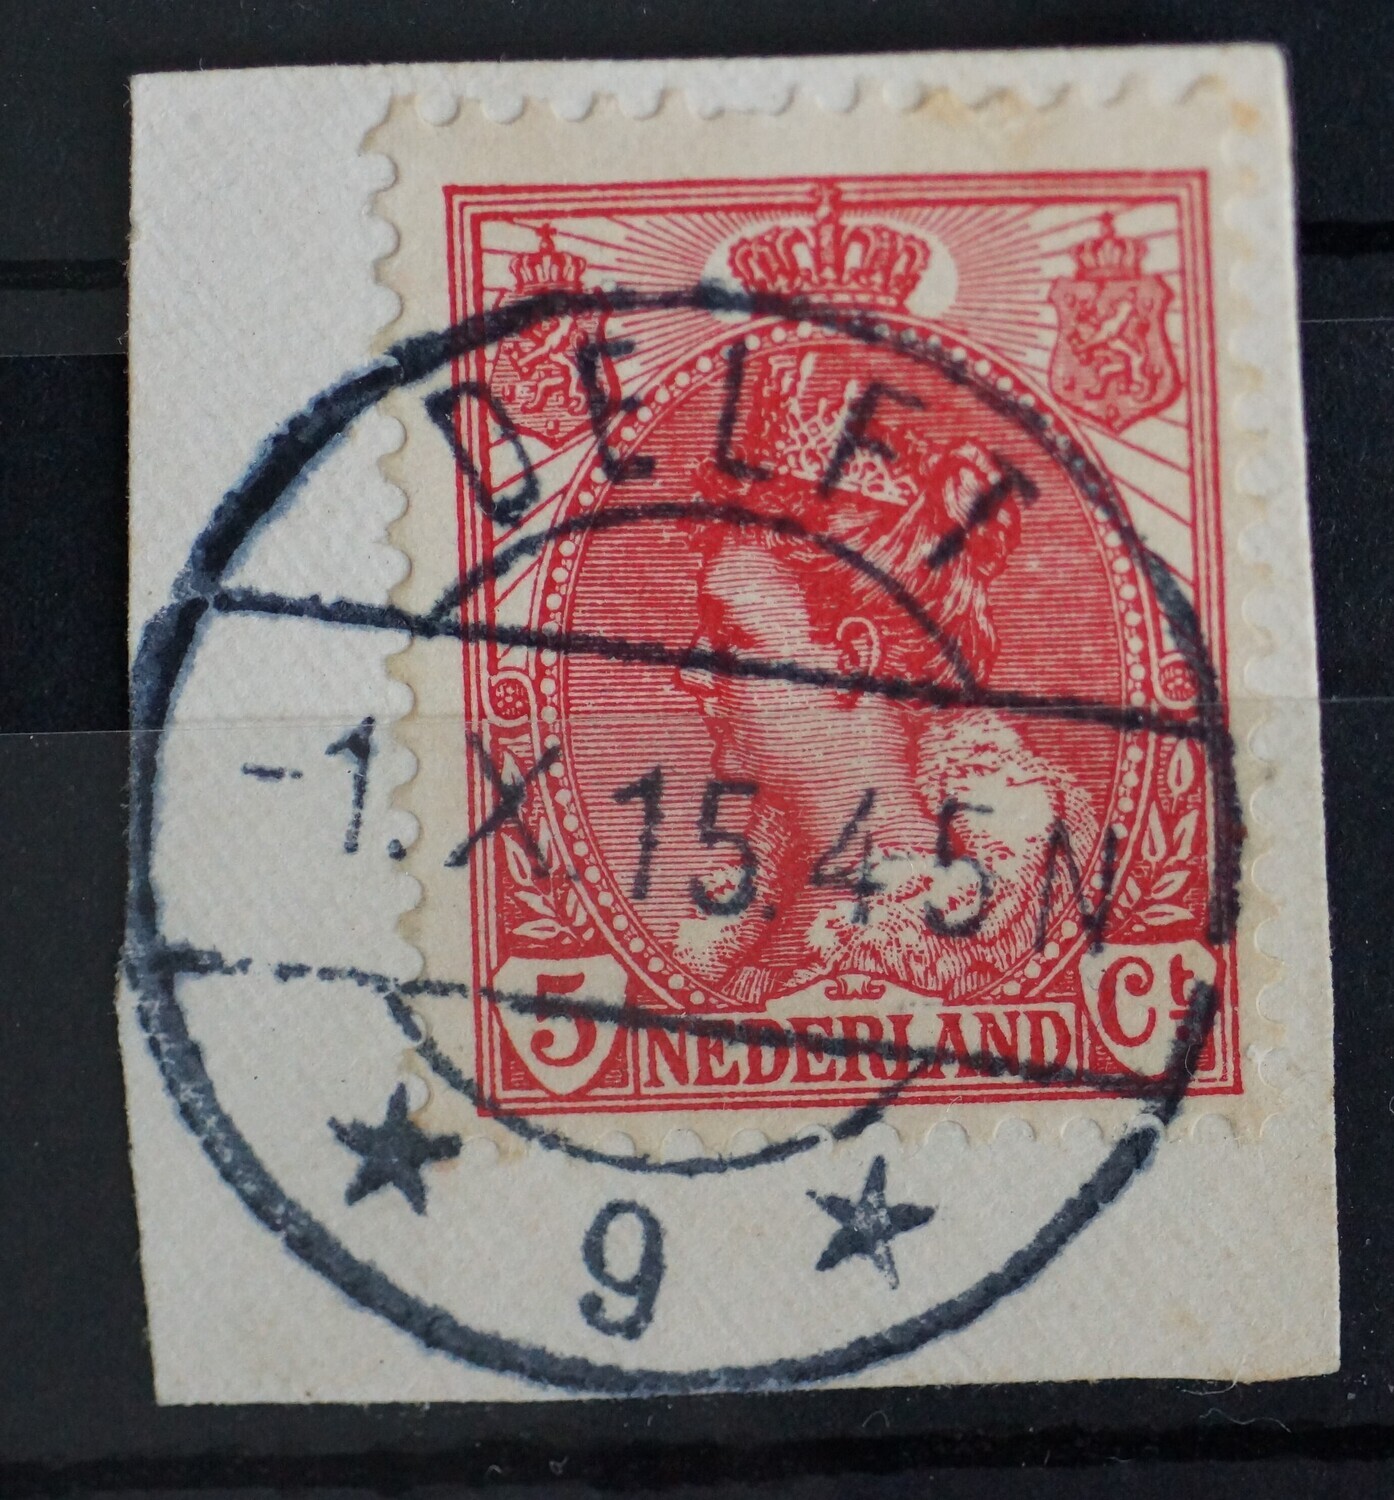 DELFT
-1.X.15.4-5N
5 NEDERLAND Ct
9